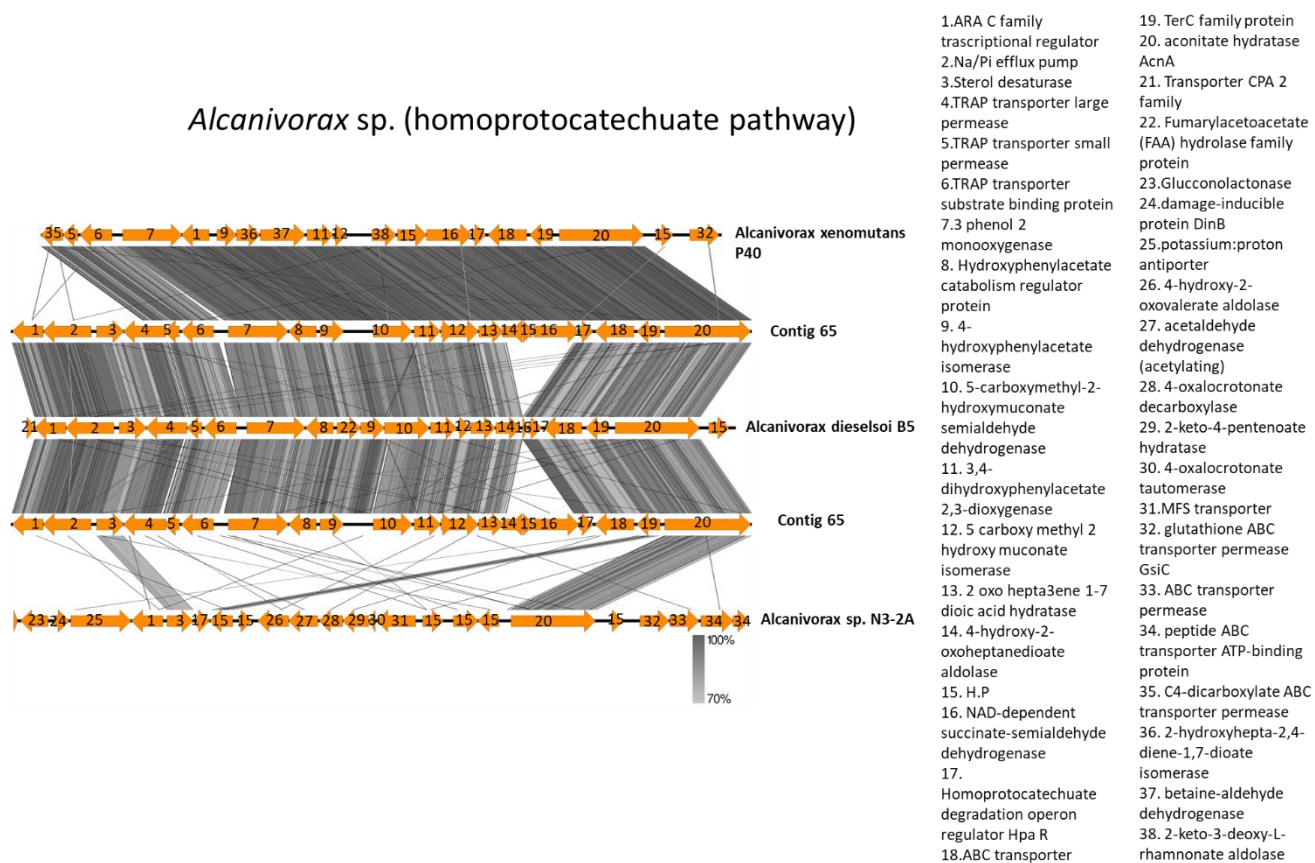 Alcanivorax sp. (homoprotocatechuate pathway)
35 5 6 7 1 9 36 37 11 12 38 15 16 17 18 19 20 15 32
Alcanivorax xenomutans
P40
1 2 3 4 5 6 7 8 9 10 11 12 13 14 15 16 17 18 19 20
Contig 65
21 1 2 3 4 5 6 7 8 22 9 10 11 12 13 14 16 17 18 19 20 15
Alcanivorax dieselsoi B5
1 2 3 4 5 6 7 8 9 10 11 12 13 14 15 16 17 18 19 20
Contig 65
23 24 25 1 3 17 15 15 26 27 28 29 30 31 15 15 15 20 15 32 33 34 34
Alcanivorax sp. N3-2A
100%
70%
1.ARA C family
trascriptional regulator
2.Na/Pi efflux pump
3.Sterol desaturase
4.TRAP transporter large
permease
5.TRAP transporter small
permease
6.TRAP transporter
substrate binding protein
7.3 phenol 2
monooxygenase
8. Hydroxyphenylacetate
catabolism regulator
protein
9. 4-
hydroxyphenylacetate
isomerase
10. 5-carboxymethyl-2-
hydroxymuconate
semialdehyde
dehydrogenase
11. 3,4-
dihydroxyphenylacetate
2,3-dioxygenase
12. 5 carboxy methyl 2
hydroxy muconate
isomerase
13. 2 oxo hepta3ene 1-7
dioic acid hydratase
14. 4-hydroxy-2-
oxoheptanedioate
aldolase
15. H.P
16. NAD-dependent
succinate-semialdehyde
dehydrogenase
17.
Homoprotocatechuate
degradation operon
regulator Hpa R
18.ABC transporter
19. TerC family protein
20. aconitate hydratase
AcnA
21. Transporter CPA 2
family
22. Fumarylacetoacetate
(FAA) hydrolase family
protein
23.Glucconolactonase
24.damage-inducible
protein DinB
25.potassium:proton
antiporter
26. 4-hydroxy-2-
oxovalerate aldolase
27. acetaldehyde
dehydrogenase
(acetylating)
28. 4-oxalocrotonate
decarboxylase
29. 2-keto-4-pentenoate
hydratase
30. 4-oxalocrotonate
tautomerase
31.MFS transporter
32. glutathione ABC
transporter permease
GsiC
33. ABC transporter
permease
34. peptide ABC
transporter ATP-binding
protein
35. C4-dicarboxylate ABC
transporter permease
36. 2-hydroxyhepta-2,4-
diene-1,7-dioate
isomerase
37. betaine-aldehyde
dehydrogenase
38. 2-keto-3-deoxy-L-
rhamnonate aldolase